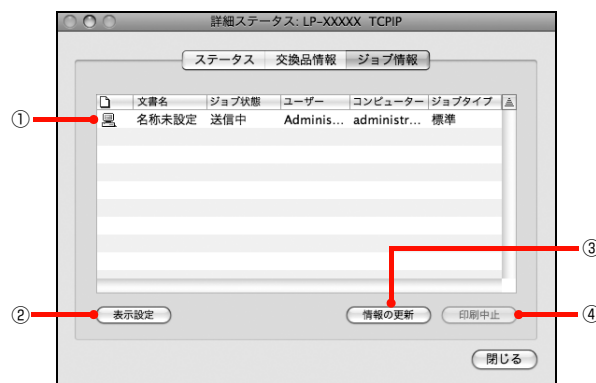 詳細ステータス: LP-XXXXX TCPIP
ステータス 交換品情報 ジョブ情報
文書名 ジョブ状態 ユーザー コンピューター ジョブタイプ
① 名称未設定 送信中 Adminis... administr... 標準
③
② 表示設定 情報の更新 印刷中止 ④
閉じる